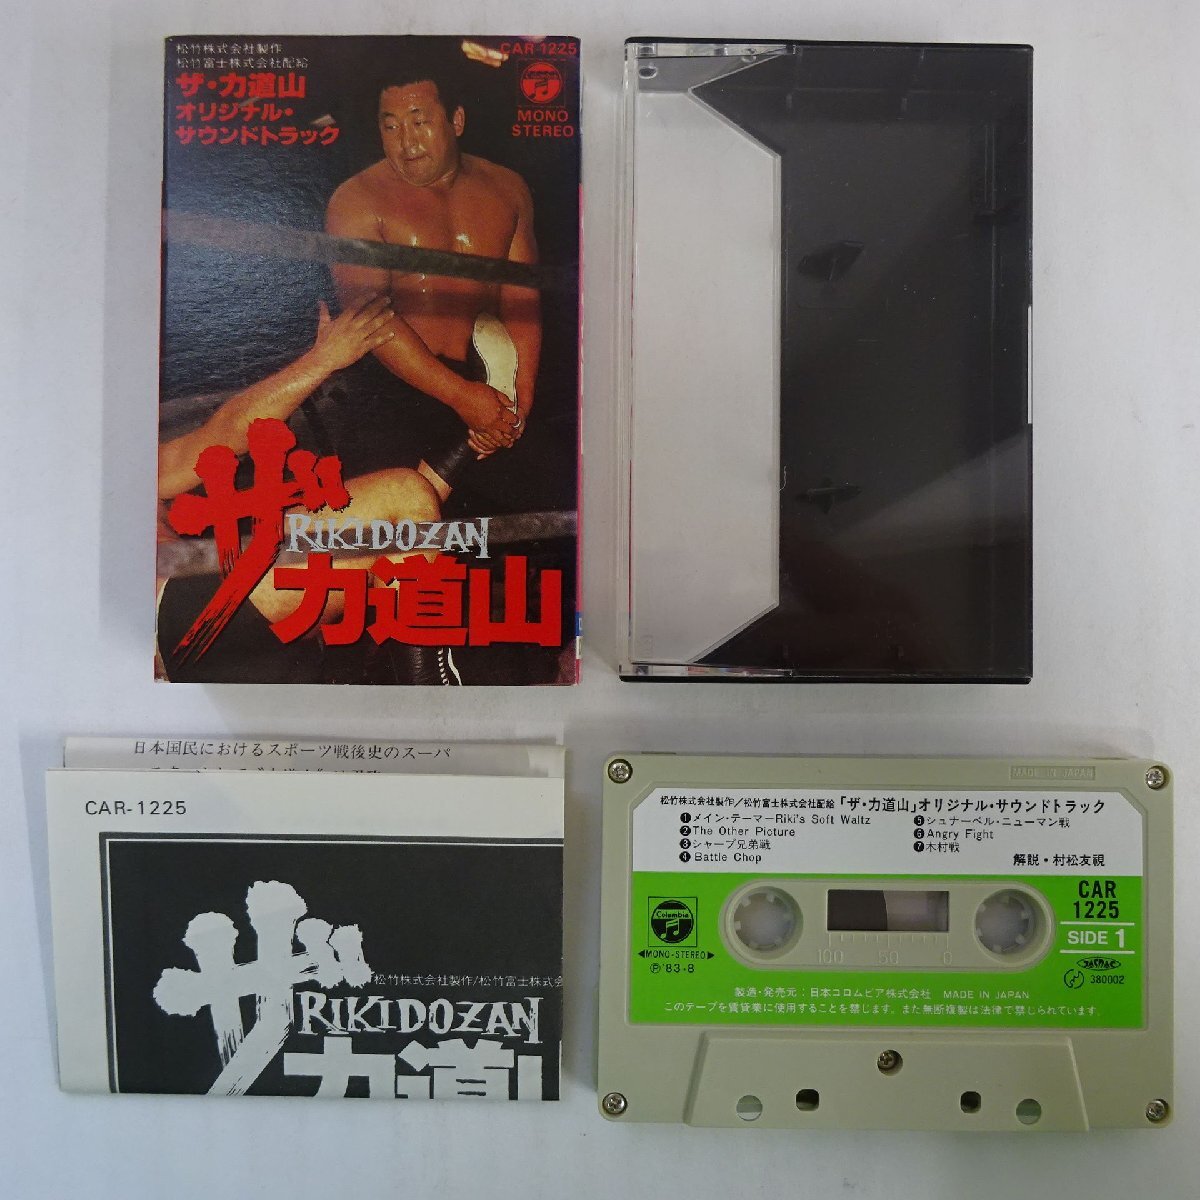 松竹株式会社製作
松竹富士株式会社配給
ザ・力道山
オリジナル・
サウンドトラック
CAR-1225
Columbia
MONO
STEREO
ザ
RIKIDOZAN
力道山
日本国民におけるスポーツ戦後史のスーパ
CAR-1225
ザ
松竹株式会社製作/松竹富士株式会
RIKIDOZAN
力道山
MADE IN JAPAN
松竹株式会社製作/松竹富士株式会社配給「ザ・力道山」オリジナル・サウンドトラック
❶メイン・テーマーRiki's Soft Waltz
❷The Other Picture
❸シャープ兄弟戦
❹Battle Chop
❺シュナーベル・ニューマン戦
❻Angry Fight
❼木村戦
解説・村松友視
Columbia
◀MONO・STEREO▶
Ⓟ'83・8
100 50 0
CAR
1225
SIDE 1
JASRAC
380002
製造・発売元：日本コロムビア株式会社 MADE IN JAPAN
このテープを賃貸業に使用することを禁じます。また無断複製は法律で禁じられています。